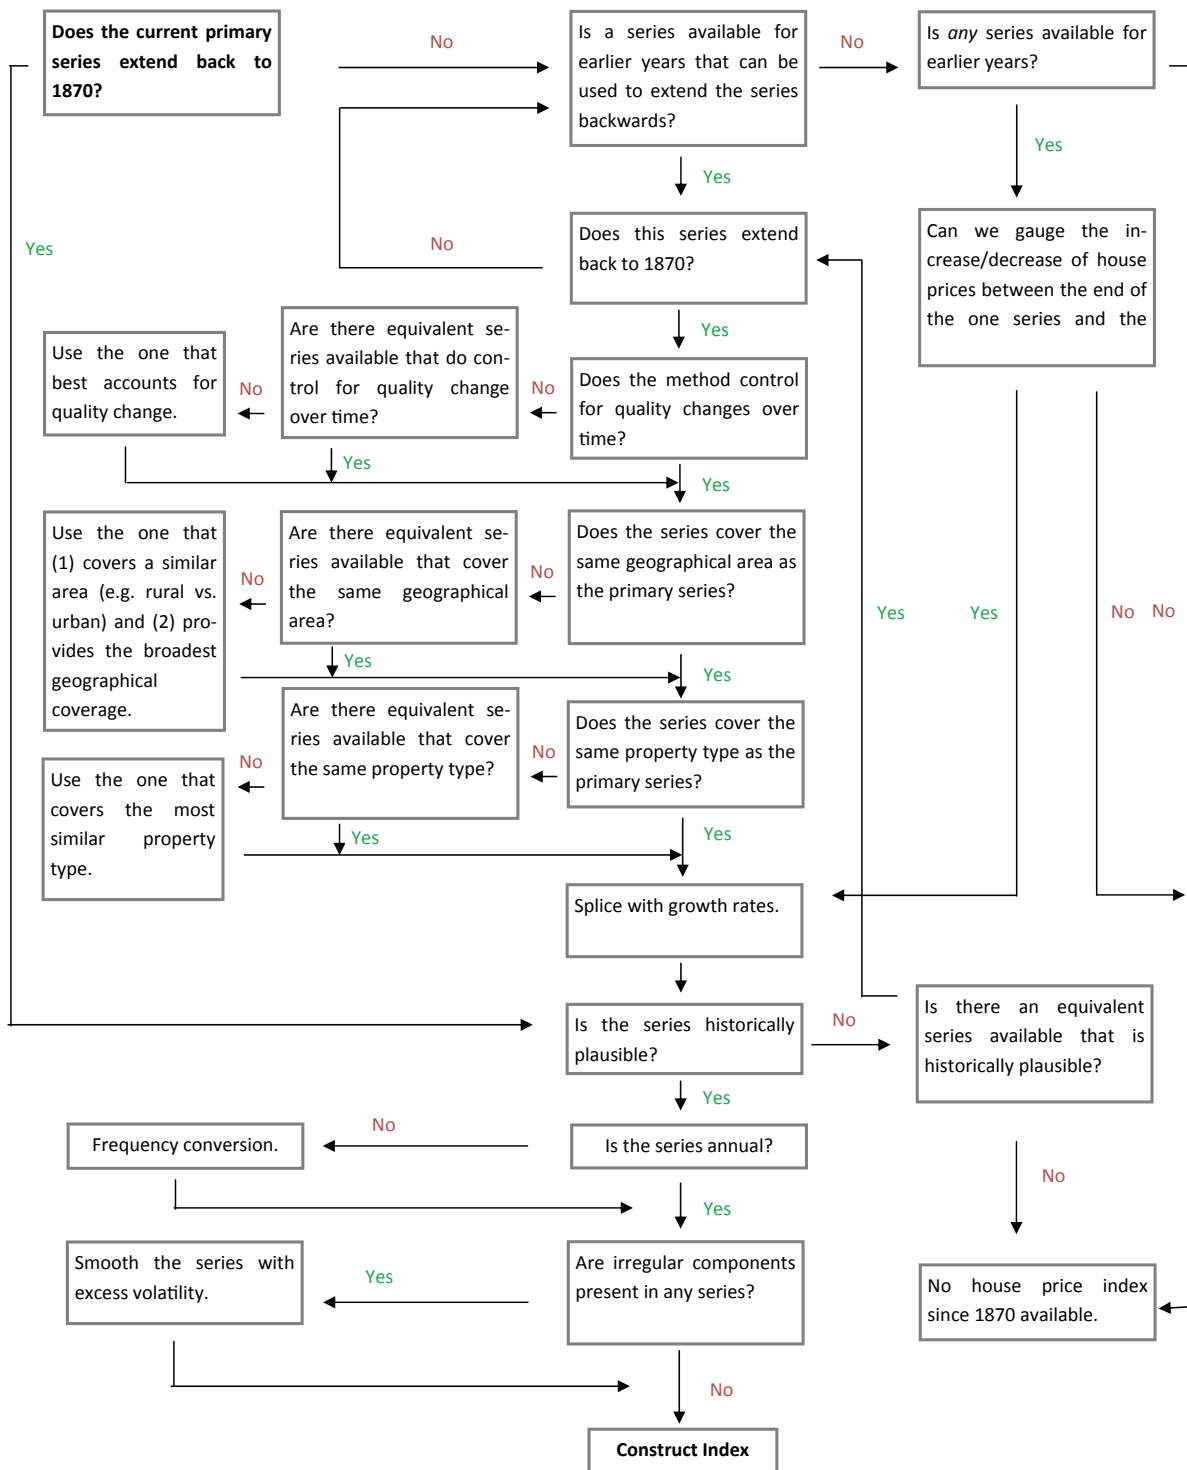 Does the current primary
series extend back to
1870?
No
Is a series available for
earlier years that can be
used to extend the series
backwards?
No
Is any series available for
earlier years?
Yes
Yes
Yes
No
Does this series extend
back to 1870?
Can we gauge the in-
crease/decrease of house
prices between the end of
the one series and the
Yes
Use the one that
best accounts for
quality change.
No
Are there equivalent se-
ries available that do con-
trol for quality change
over time?
No
Does the method control
for quality changes over
time?
Yes
Yes
Use the one that
(1) covers a similar
area (e.g. rural vs.
urban) and (2) pro-
vides the broadest
geographical
coverage.
No
Are there equivalent se-
ries available that cover
the same geographical
area?
No
Does the series cover the
same geographical area as
the primary series?
Yes
Yes
No
No
Yes
Yes
Use the one that
covers the most
similar property
type.
No
Are there equivalent se-
ries available that cover
the same property type?
No
Does the series cover the
same property type as the
primary series?
Yes
Yes
Splice with growth rates.
Is the series historically
plausible?
No
Is there an equivalent
series available that is
historically plausible?
Yes
Frequency conversion.
No
Is the series annual?
No
Yes
Smooth the series with
excess volatility.
Yes
Are irregular components
present in any series?
No house price index
since 1870 available.
No
Construct Index